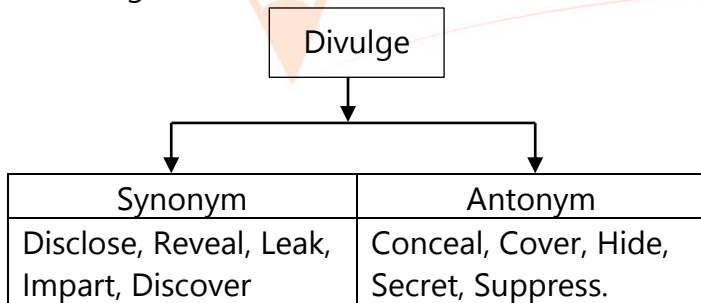 Divulge
Synonym
Antonym
Disclose, Reveal, Leak,
Impart, Discover
Conceal, Cover, Hide,
Secret, Suppress.